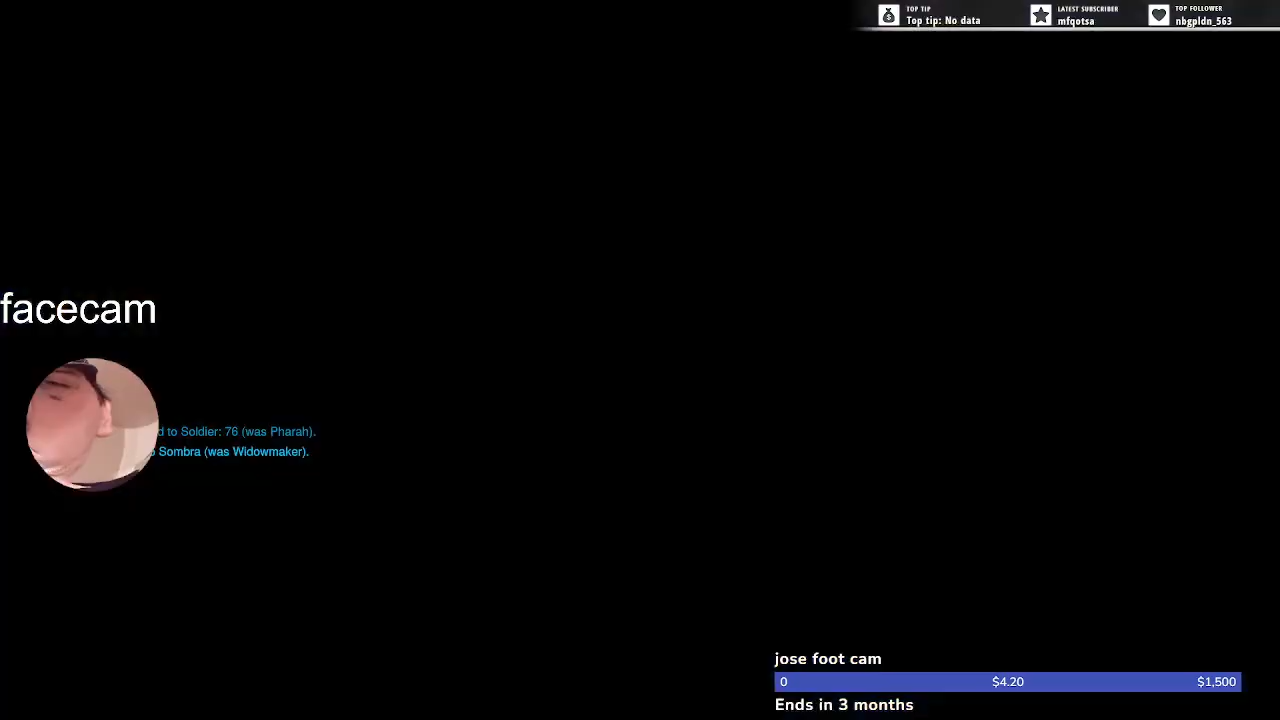 TOP TIP
Top tip: No data
LATEST SUBSCRIBER
mfqotsa
TOP FOLLOWER
nbgpldn_563
facecam
d to Soldier: 76 (was Pharah).
Sombra (was Widowmaker).
jose foot cam
0 $4.20 $1,500
Ends in 3 months